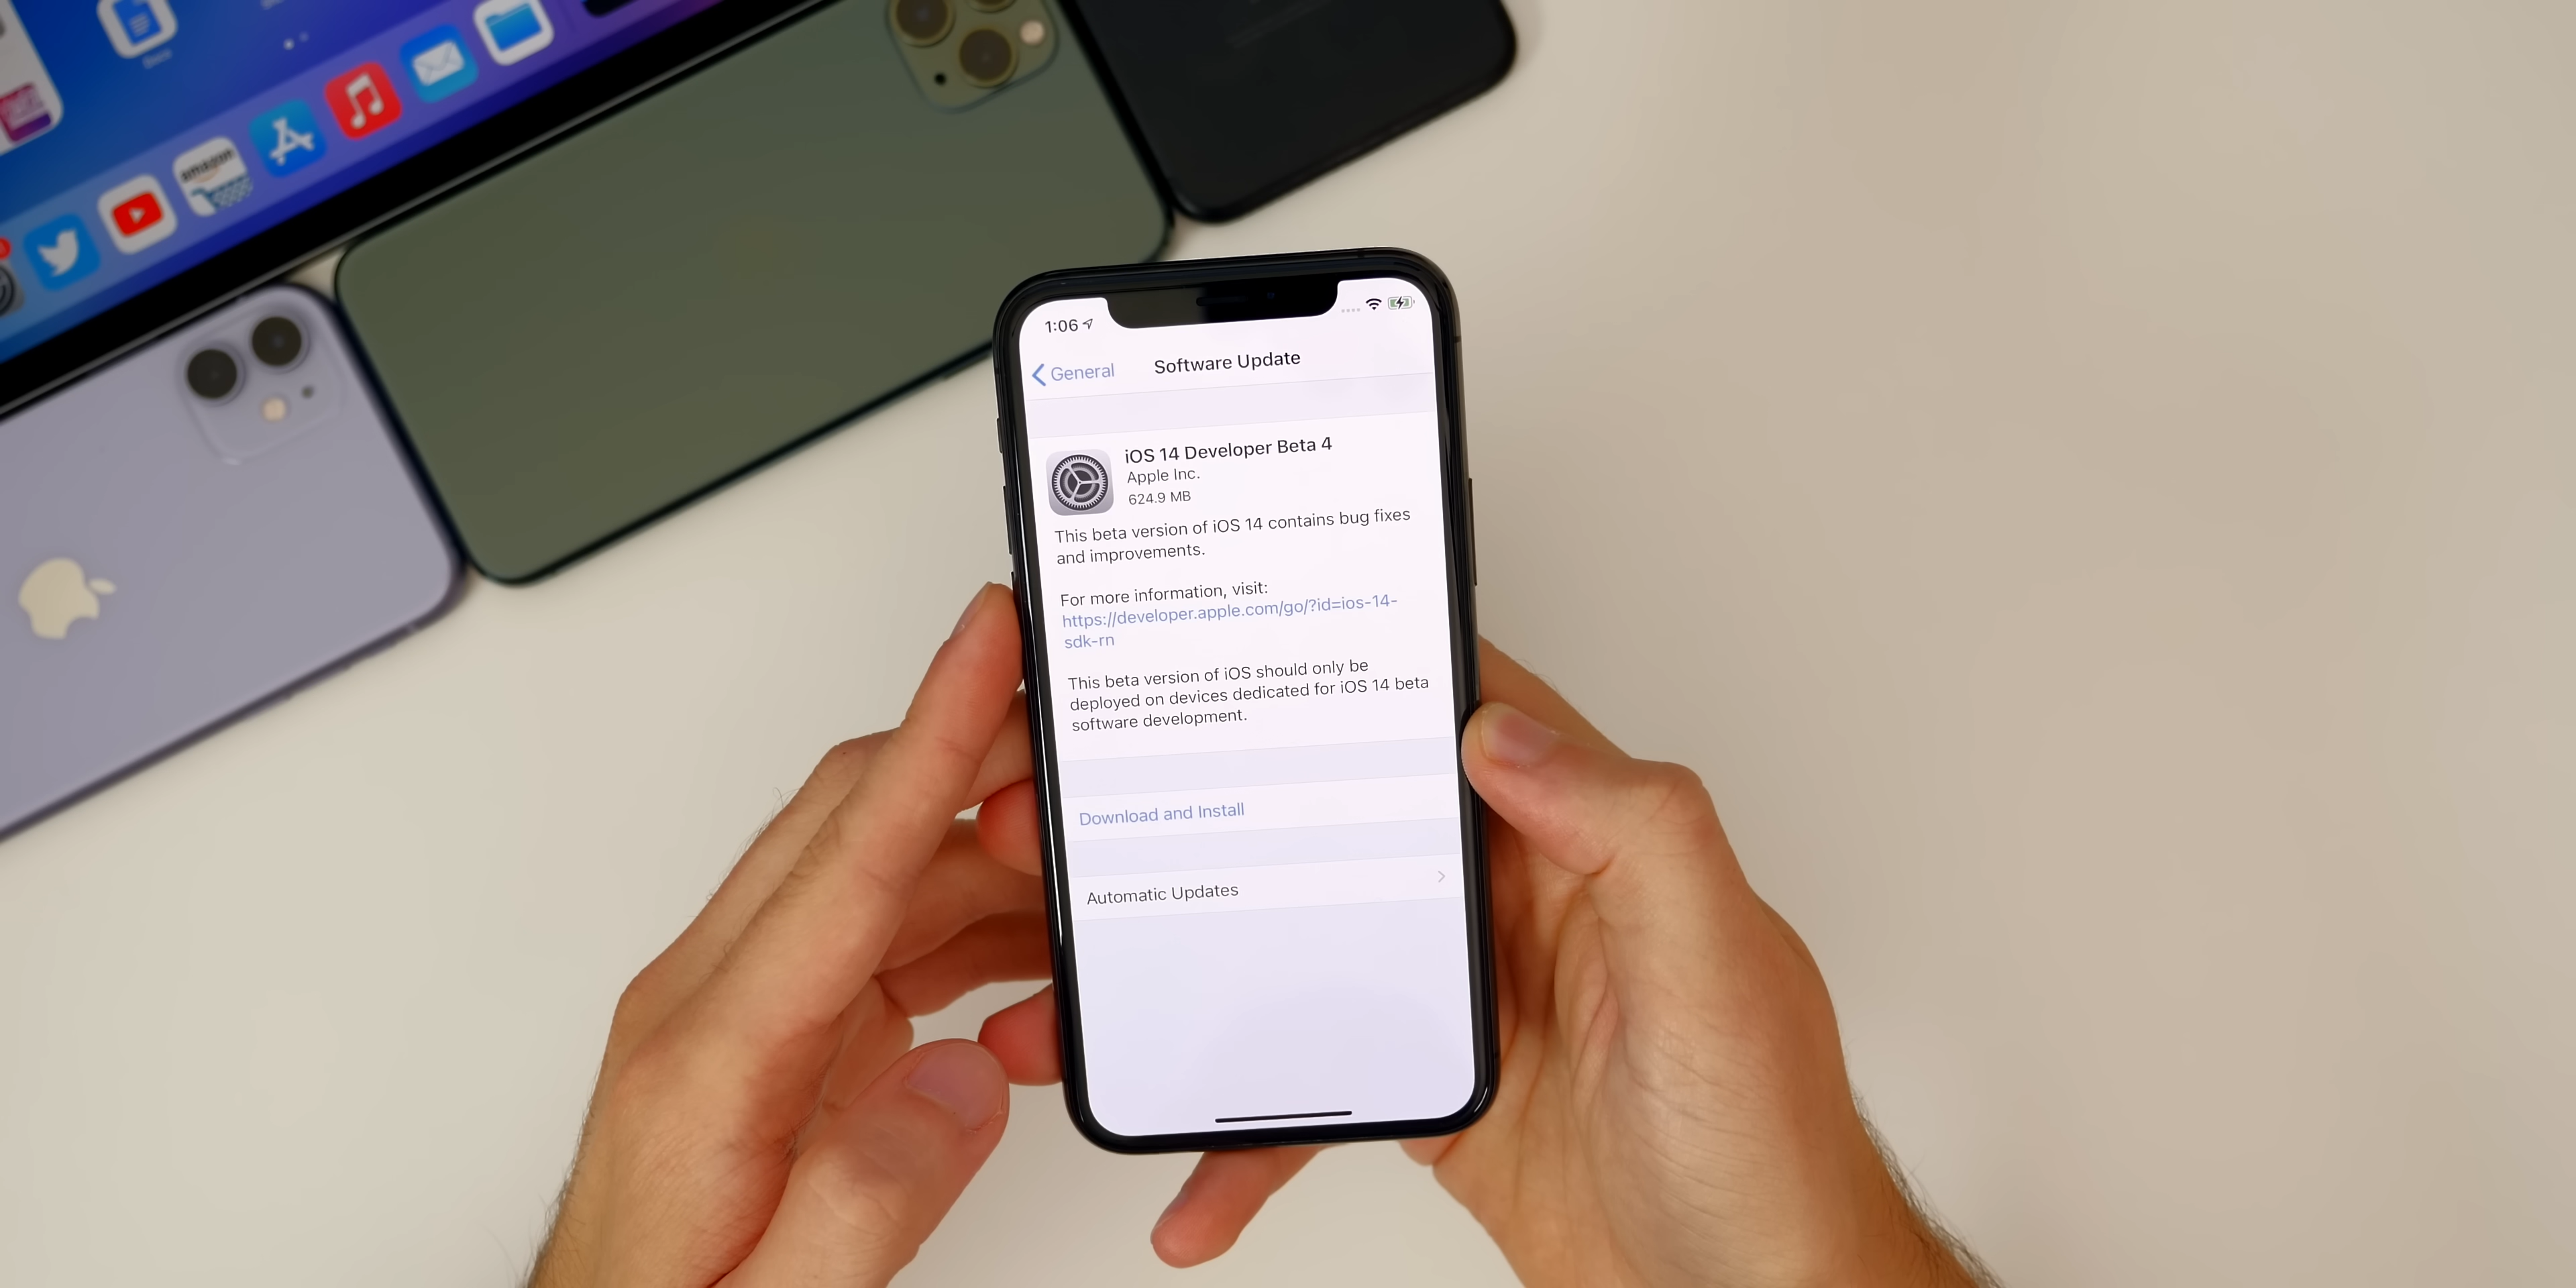 amazon
1:06
General
Software Update
iOS 14 Developer Beta 4
Apple Inc.
624.9 MB
This beta version of iOS 14 contains bug fixes
and improvements.
For more information, visit:
https://developer.apple.com/go/?id=ios-14-
sdk-rn
This beta version of iOS should only be
deployed on devices dedicated for iOS 14 beta
software development.
Download and Install
Automatic Updates